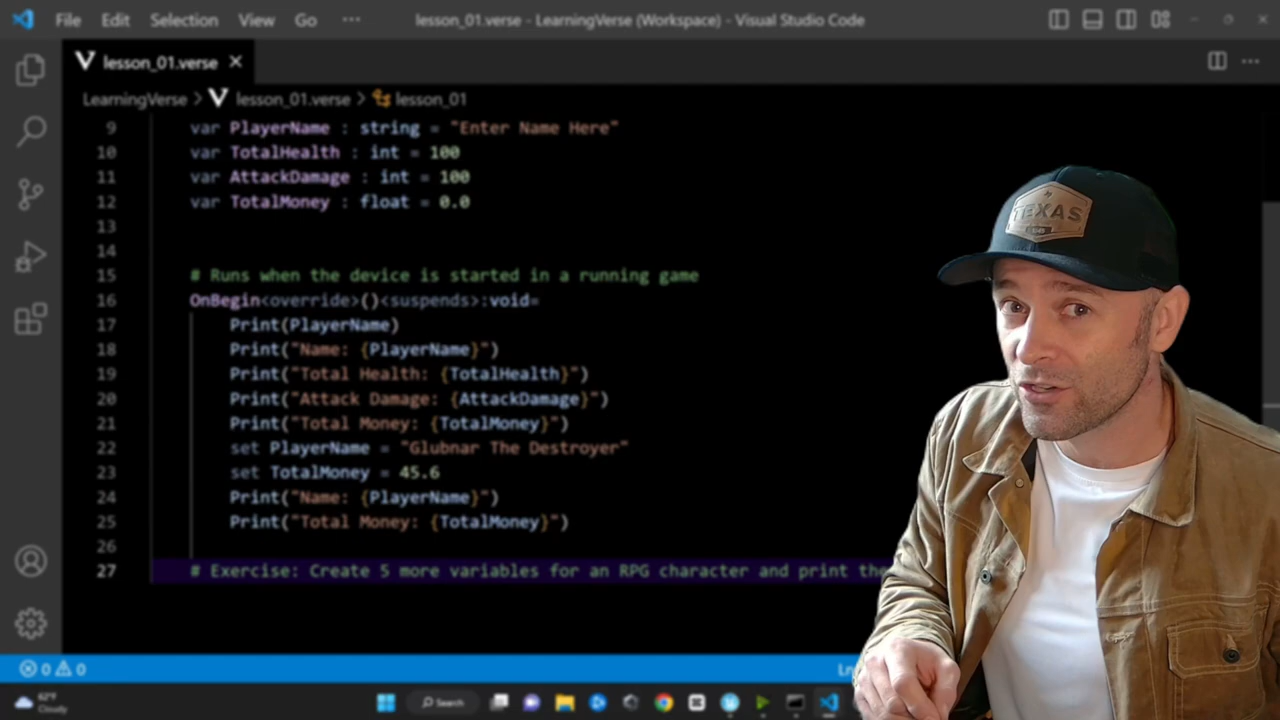 File Edit Selection View Go ··· lesson_01.verse - LearningVerse (Workspace) - Visual Studio Code
lesson_01.verse
LearningVerse > lesson_01.verse > lesson_01
9 var PlayerName : string = "Enter Name Here"
10 var TotalHealth : int = 100
11 var AttackDamage : int = 100
12 var TotalMoney : float = 0.0
13
14
15 # Runs when the device is started in a running game
16 OnBegin<override>()<suspends>:void=
17 Print(PlayerName)
18 Print("Name: {PlayerName}")
19 Print("Total Health: {TotalHealth}")
20 Print("Attack Damage: {AttackDamage}")
21 Print("Total Money: {TotalMoney}")
22 set PlayerName = "Glubnar The Destroyer"
23 set TotalMoney = 45.6
24 Print("Name: {PlayerName}")
25 Print("Total Money: {TotalMoney}")
26
27 # Exercise: Create 5 more variables for an RPG character and print the
TEXAS
0 0 Ln
62°F
Cloudy
Search